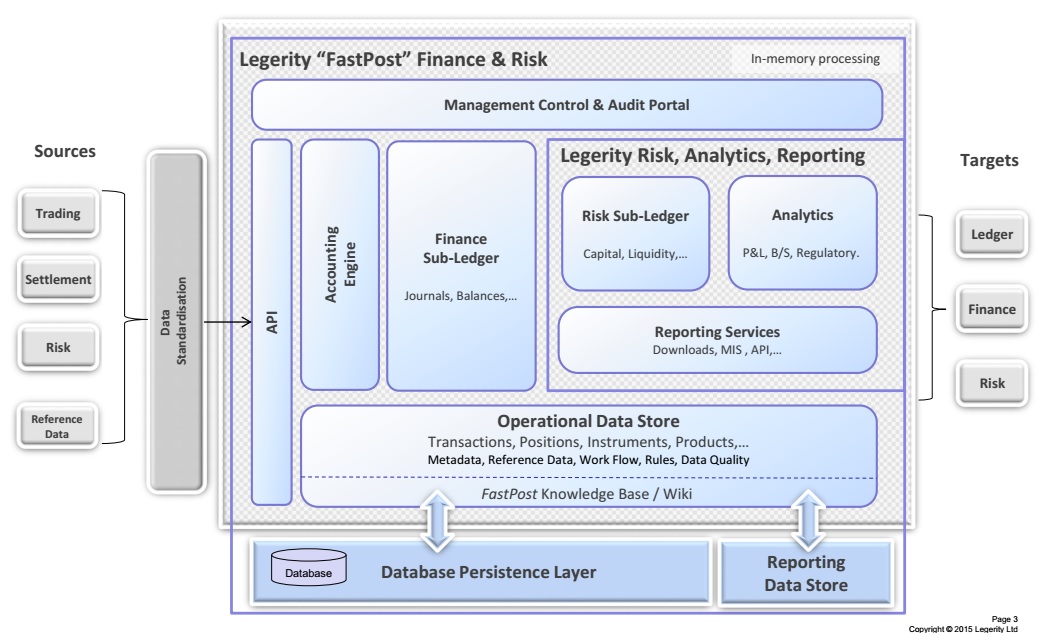 Legerity “FastPost” Finance & Risk
In-memory processing
Management Control & Audit Portal
Sources
Trading
Settlement
Risk
Reference
Data
Data
Standardisation
API
Accounting
Engine
Finance
Sub-Ledger
Journals, Balances,...
Legerity Risk, Analytics, Reporting
Risk Sub-Ledger
Capital, Liquidity,...
Analytics
P&L, B/S, Regulatory.
Reporting Services
Downloads, MIS , API,...
Targets
Ledger
Finance
Risk
Operational Data Store
Transactions, Positions, Instruments, Products,...
Metadata, Reference Data, Work Flow, Rules, Data Quality
FastPost Knowledge Base / Wiki
Database
Database Persistence Layer
Reporting
Data Store
Page 3
Copyright © 2015 Legerity Ltd